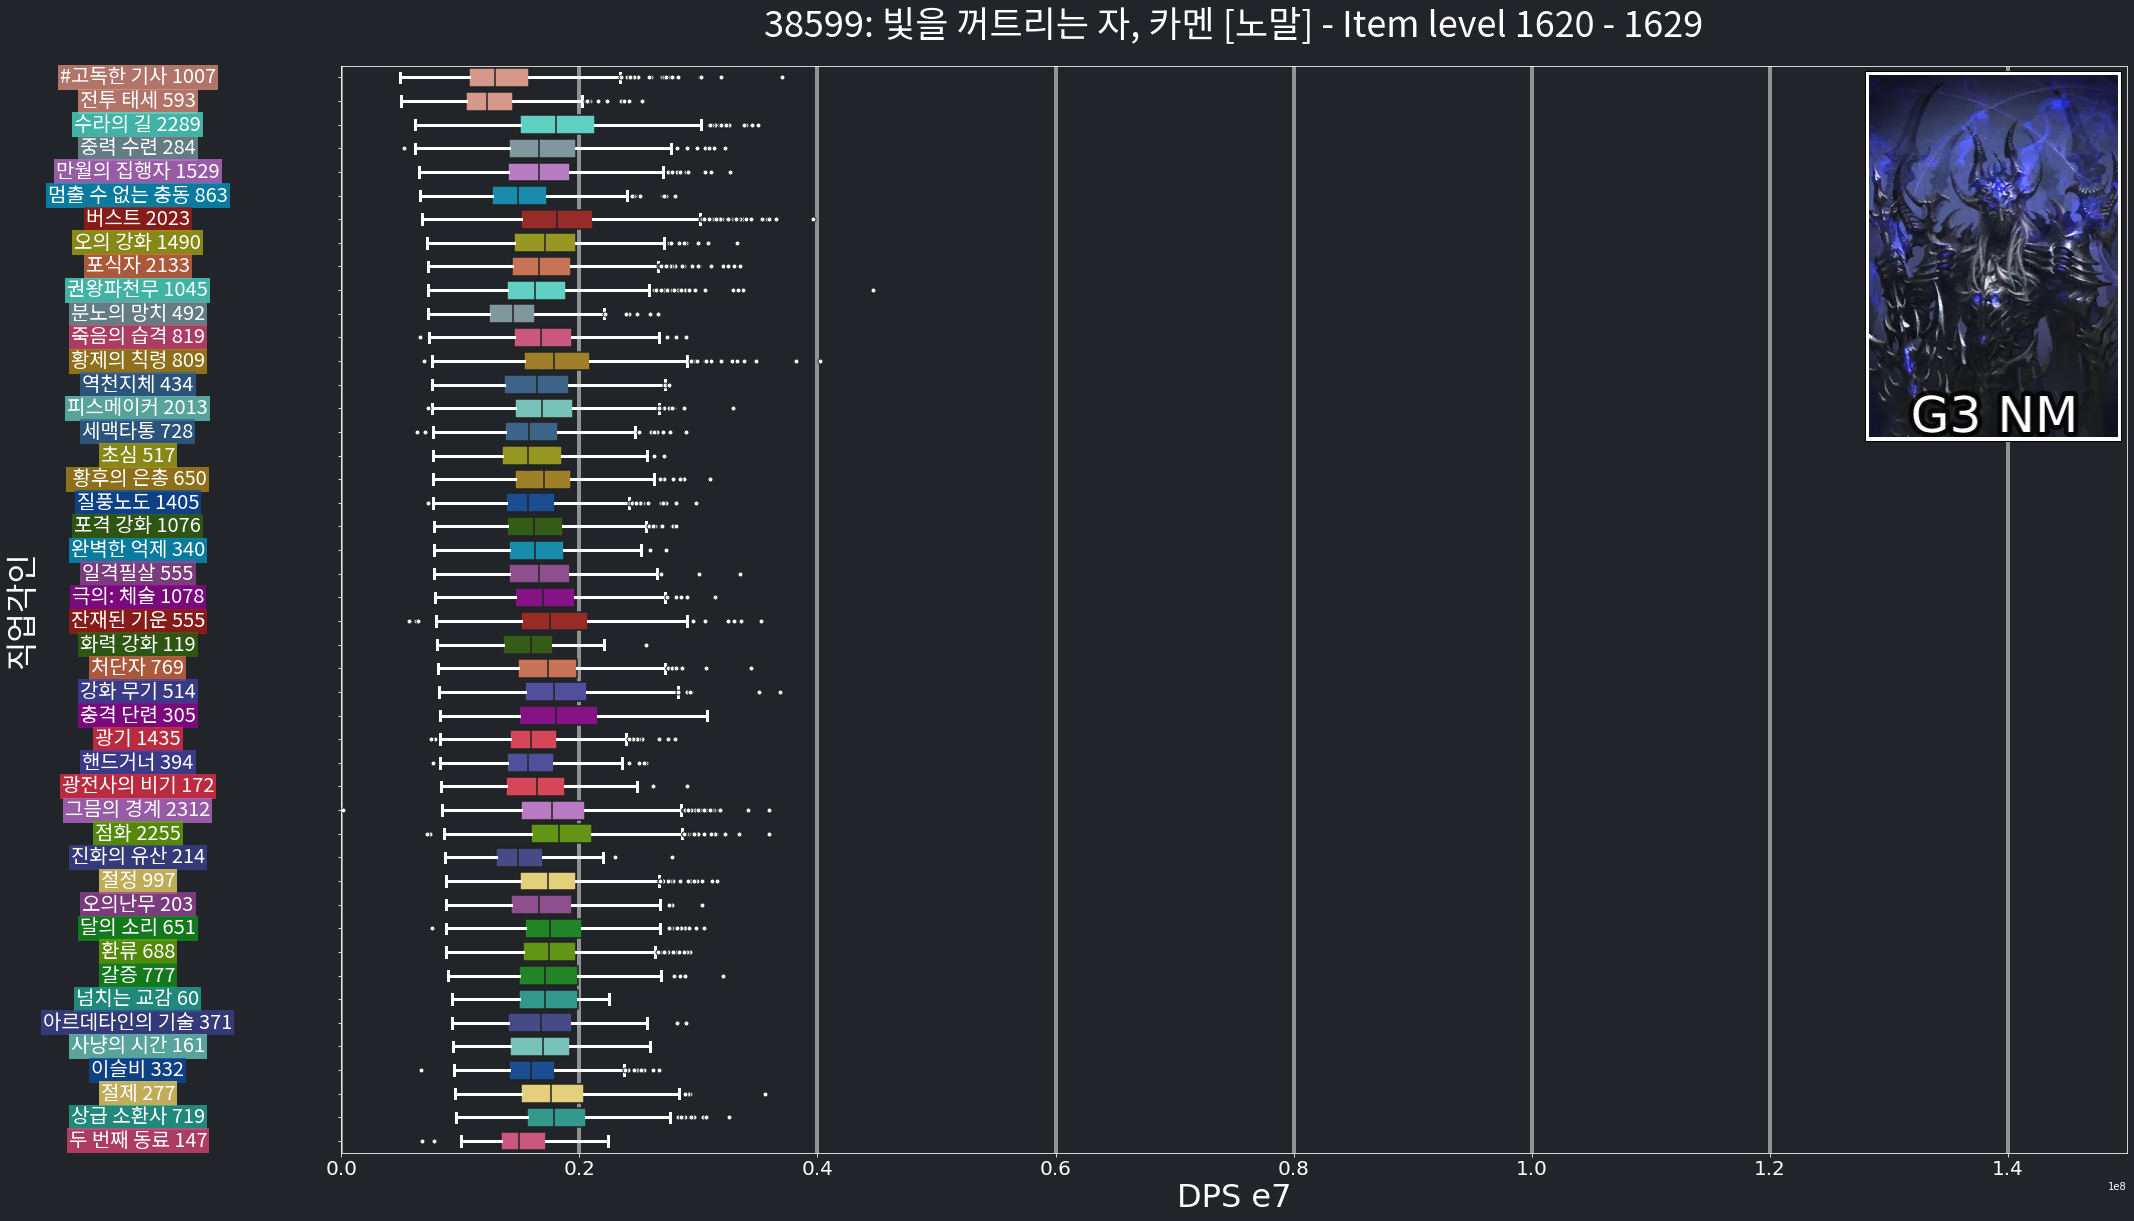 38599: 빛을 꺼트리는 자, 카멘 [노말] - Item level 1620 - 1629
#고독한 기사 1007
전투 태세 593
수라의 길 2289
중력 수련 284
만월의 집행자 1529
멈출 수 없는 충동 863
버스트 2023
오의 강화 1490
포식자 2133
권왕파천무 1045
분노의 망치 492
죽음의 습격 819
황제의 칙령 809
역천지체 434
피스메이커 2013
세맥타통 728
초심 517
황후의 은총 650
질풍노도 1405
포격 강화 1076
완벽한 억제 340
일격필살 555
극의: 체술 1078
잔재된 기운 555
화력 강화 119
처단자 769
강화 무기 514
충격 단련 305
광기 1435
핸드거너 394
광전사의 비기 172
그믐의 경계 2312
점화 2255
진화의 유산 214
절정 997
오의난무 203
달의 소리 651
환류 688
갈증 777
넘치는 교감 60
아르데타인의 기술 371
사냥의 시간 161
이슬비 332
절제 277
상급 소환사 719
두 번째 동료 147
직업각인
G3 NM
0.0 0.2 0.4 0.6 0.8 1.0 1.2 1.4
1e8
DPS e7